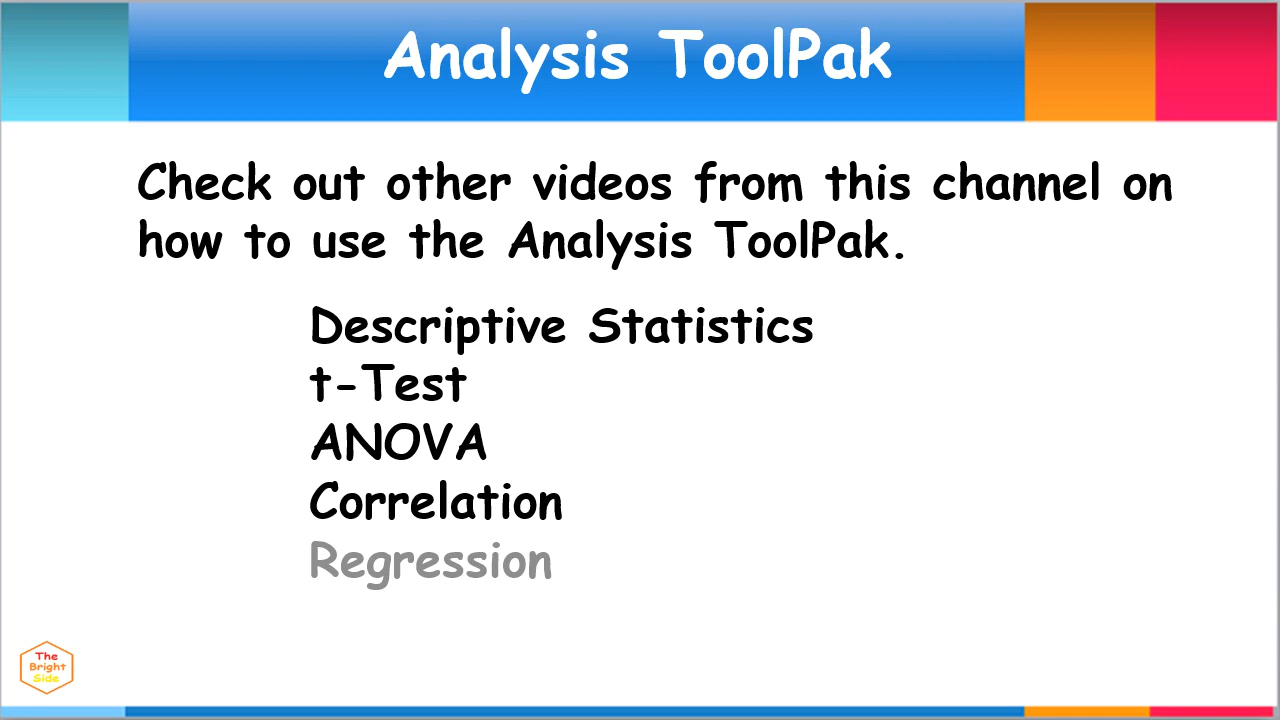 Analysis ToolPak
Check out other videos from this channel on
how to use the Analysis ToolPak.
Descriptive Statistics
t-Test
ANOVA
Correlation
Regression
The
Bright
Side